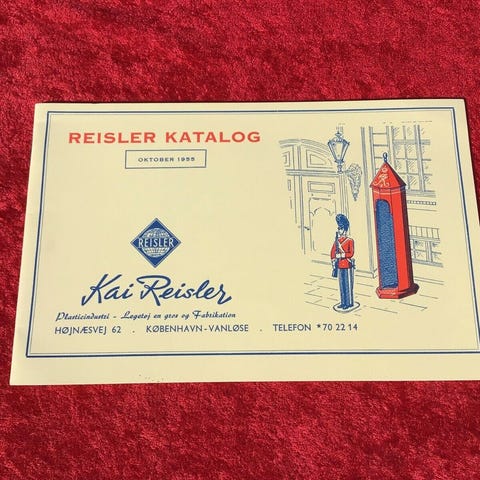 REISLER KATALOG
OKTOBER 1955
REISLER
Kai Reisler
Plasticindustri - Legetøj en gros og Fabrikation
HØJNÆSVEJ 62 . KØBENHAVN-VANLØSE . TELEFON *70 22 14